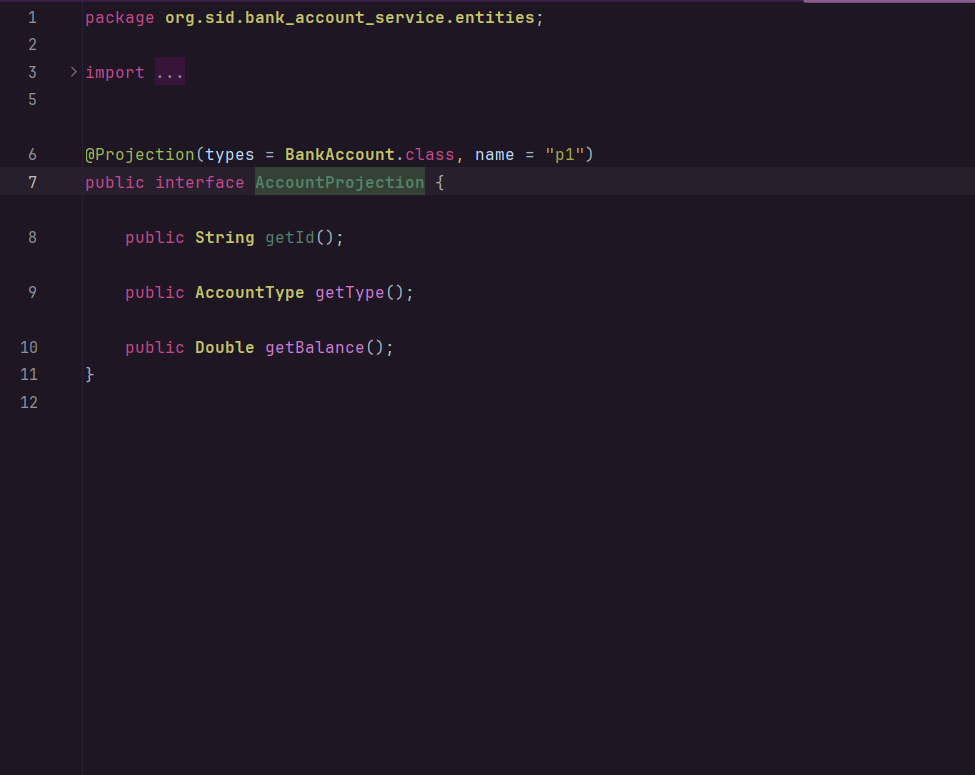 1 package org.sid.bank_account_service.entities;
2
3 import ...
5
6 @Projection(types = BankAccount.class, name = "p1")
7 public interface AccountProjection {
8 public String getId();
9 public AccountType getType();
10 public Double getBalance();
11 }
12